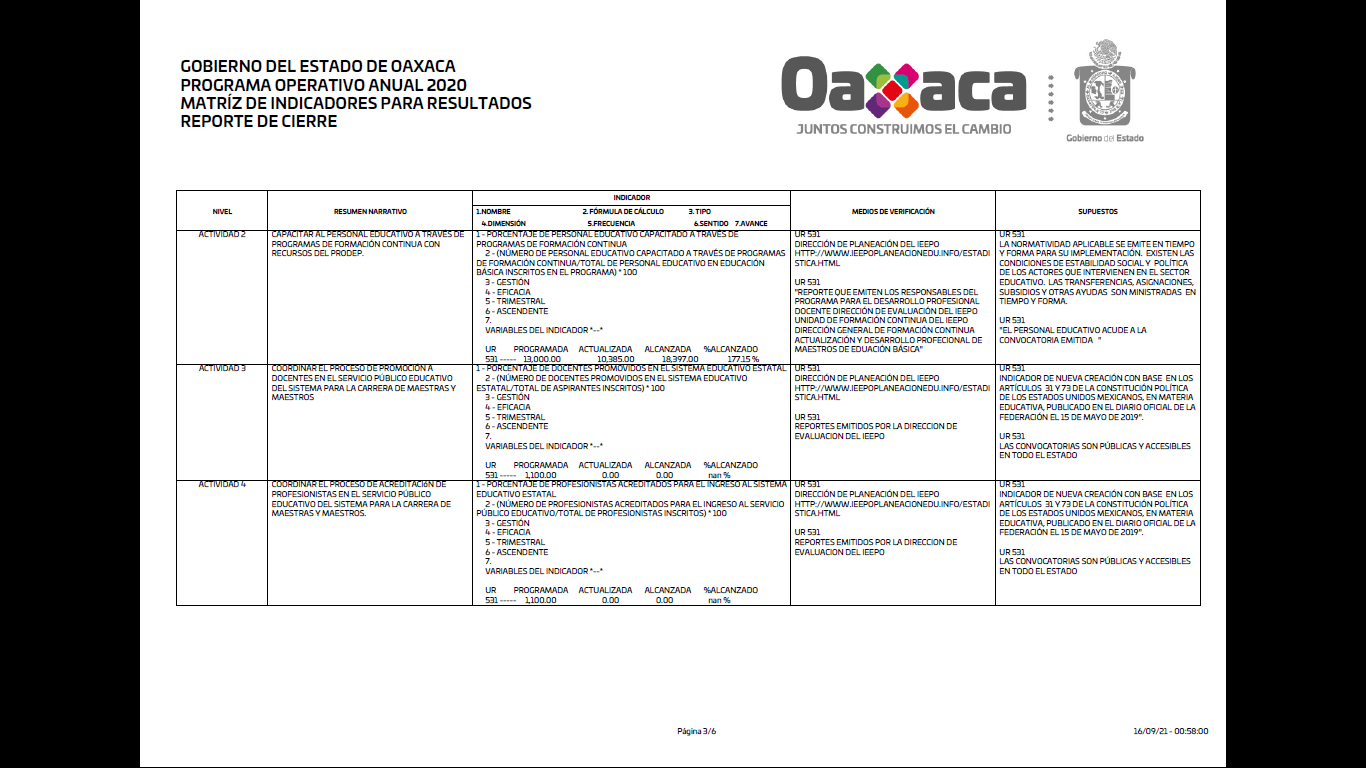 GOBIERNO DEL ESTADO DE OAXACA
PROGRAMA OPERATIVO ANUAL 2020
MATRÍZ DE INDICADORES PARA RESULTADOS
REPORTE DE CIERRE
Oaxaca
JUNTOS CONSTRUIMOS EL CAMBIO
Gobierno del Estado
NIVEL
RESUMEN NARRATIVO
INDICADOR
1.NOMBRE 2. FÓRMULA DE CÁLCULO 3. TIPO
4.DIMENSIÓN 5.FRECUENCIA 6.SENTIDO 7.AVANCE
MEDIOS DE VERIFICACIÓN
SUPUESTOS
ACTIVIDAD 2
CAPACITAR AL PERSONAL EDUCATIVO A TRAVÉS DE
PROGRAMAS DE FORMACIÓN CONTINUA CON
RECURSOS DEL PRODEP.
1 - PORCENTAJE DE PERSONAL EDUCATIVO CAPACITADO A TRAVÉS DE
PROGRAMAS DE FORMACIÓN CONTINUA
2 - (NÚMERO DE PERSONAL EDUCATIVO CAPACITADO A TRAVÉS DE PROGRAMAS
DE FORMACIÓN CONTINUA/TOTAL DE PERSONAL EDUCATIVO EN EDUCACIÓN
BÁSICA INSCRITOS EN EL PROGRAMA) * 100
3 - GESTIÓN
4 - EFICACIA
5 - TRIMESTRAL
6 - ASCENDENTE
7.
VARIABLES DEL INDICADOR *--*
UR PROGRAMADA ACTUALIZADA ALCANZADA %ALCANZADO
531 ----- 13,000.00 10,385.00 18,397.00 177.15 %
UR 531
DIRECCIÓN DE PLANEACIÓN DEL IEEPO
HTTP://WWW.IEEPOPLANEACIONEDU.INFO/ESTADI
STICA.HTML
UR 531
"REPORTE QUE EMITEN LOS RESPONSABLES DEL
PROGRAMA PARA EL DESARROLLO PROFESIONAL
DOCENTE DIRECCIÓN DE EVALUACIÓN DEL IEEPO
UNIDAD DE FORMACIÓN CONTINUA DEL IEEPO
DIRECCIÓN GENERAL DE FORMACIÓN CONTINUA
ACTUALIZACIÓN Y DESARROLLO PROFECIONAL DE
MAESTROS DE EDUACIÓN BÁSICA"
UR 531
LA NORMATIVIDAD APLICABLE SE EMITE EN TIEMPO
Y FORMA PARA SU IMPLEMENTACIÓN. EXISTEN LAS
CONDICIONES DE ESTABILIDAD SOCIAL Y POLÍTICA
DE LOS ACTORES QUE INTERVIENEN EN EL SECTOR
EDUCATIVO. LAS TRANSFERENCIAS, ASIGNACIONES,
SUBSIDIOS Y OTRAS AYUDAS SON MINISTRADAS EN
TIEMPO Y FORMA.
UR 531
"EL PERSONAL EDUCATIVO ACUDE A LA
CONVOCATORIA EMITIDA "
ACTIVIDAD 3
COORDINAR EL PROCESO DE PROMOCIÓN A
DOCENTES EN EL SERVICIO PÚBLICO EDUCATIVO
DEL SISTEMA PARA LA CARRERA DE MAESTRAS Y
MAESTROS
1 - PORCENTAJE DE DOCENTES PROMOVIDOS EN EL SISTEMA EDUCATIVO ESTATAL
2 - (NÚMERO DE DOCENTES PROMOVIDOS EN EL SISTEMA EDUCATIVO
ESTATAL/TOTAL DE ASPIRANTES INSCRITOS) * 100
3 - GESTIÓN
4 - EFICACIA
5 - TRIMESTRAL
6 - ASCENDENTE
7.
VARIABLES DEL INDICADOR *--*
UR PROGRAMADA ACTUALIZADA ALCANZADA %ALCANZADO
531 ----- 1,100.00 0.00 0.00 nan %
UR 531
DIRECCIÓN DE PLANEACIÓN DEL IEEPO
HTTP://WWW.IEEPOPLANEACIONEDU.INFO/ESTADI
STICA.HTML
UR 531
REPORTES EMITIDOS POR LA DIRECCION DE
EVALUACION DEL IEEPO
UR 531
INDICADOR DE NUEVA CREACIÓN CON BASE EN LOS
ARTÍCULOS 31 Y 73 DE LA CONSTITUCIÓN POLÍTICA
DE LOS ESTADOS UNIDOS MEXICANOS, EN MATERIA
EDUCATIVA, PUBLICADO EN EL DIARIO OFICIAL DE LA
FEDERACIÓN EL 15 DE MAYO DE 2019".
UR 531
LAS CONVOCATORIAS SON PÚBLICAS Y ACCESIBLES
EN TODO EL ESTADO
ACTIVIDAD 4
COORDINAR EL PROCESO DE ACREDITACIóN DE
PROFESIONISTAS EN EL SERVICIO PÚBLICO
EDUCATIVO DEL SISTEMA PARA LA CARRERA DE
MAESTRAS Y MAESTROS.
1 - PORCENTAJE DE PROFESIONISTAS ACREDITADOS PARA EL INGRESO AL SISTEMA
EDUCATIVO ESTATAL
2 - (NÚMERO DE PROFESIONISTAS ACREDITADOS PARA EL INGRESO AL SERVICIO
PÚBLICO EDUCATIVO/TOTAL DE PROFESIONISTAS INSCRITOS) * 100
3 - GESTIÓN
4 - EFICACIA
5 - TRIMESTRAL
6 - ASCENDENTE
7.
VARIABLES DEL INDICADOR *--*
UR PROGRAMADA ACTUALIZADA ALCANZADA %ALCANZADO
531 ----- 1,100.00 0.00 0.00 nan %
UR 531
DIRECCIÓN DE PLANEACIÓN DEL IEEPO
HTTP://WWW.IEEPOPLANEACIONEDU.INFO/ESTADI
STICA.HTML
UR 531
REPORTES EMITIDOS POR LA DIRECCION DE
EVALUACION DEL IEEPO
UR 531
INDICADOR DE NUEVA CREACIÓN CON BASE EN LOS
ARTÍCULOS 31 Y 73 DE LA CONSTITUCIÓN POLÍTICA
DE LOS ESTADOS UNIDOS MEXICANOS, EN MATERIA
EDUCATIVA, PUBLICADO EN EL DIARIO OFICIAL DE LA
FEDERACIÓN EL 15 DE MAYO DE 2019".
UR 531
LAS CONVOCATORIAS SON PÚBLICAS Y ACCESIBLES
EN TODO EL ESTADO
Página 3/6
16/09/21 - 00:58:00